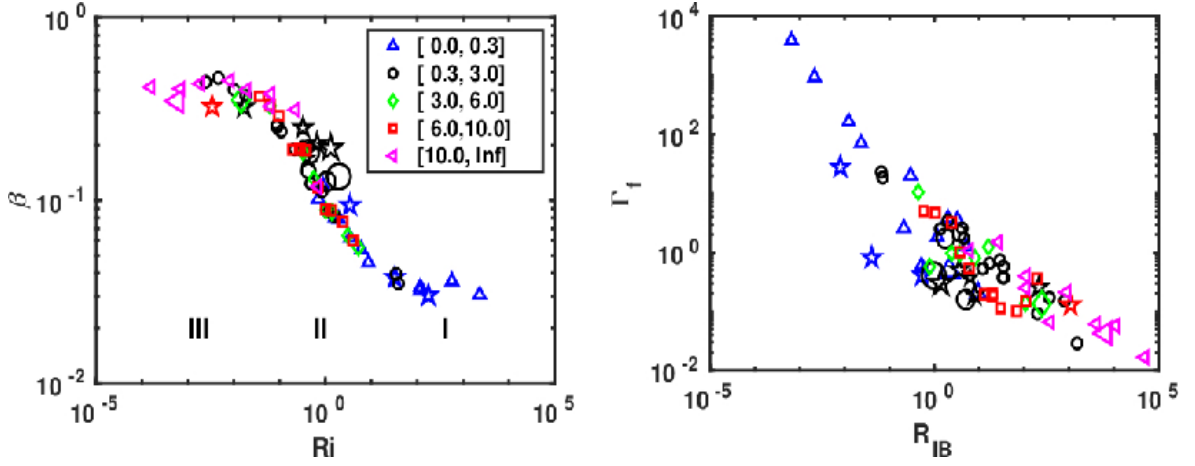 10^0
10^-1
10^-2
β
[ 0.0, 0.3]
[ 0.3, 3.0]
[ 3.0, 6.0]
[ 6.0,10.0]
[10.0, Inf]
III
II
I
10^-5
10^0
10^5
Ri
10^4
10^2
10^0
10^-2
Γ_f
10^-5
10^0
10^5
R_IB